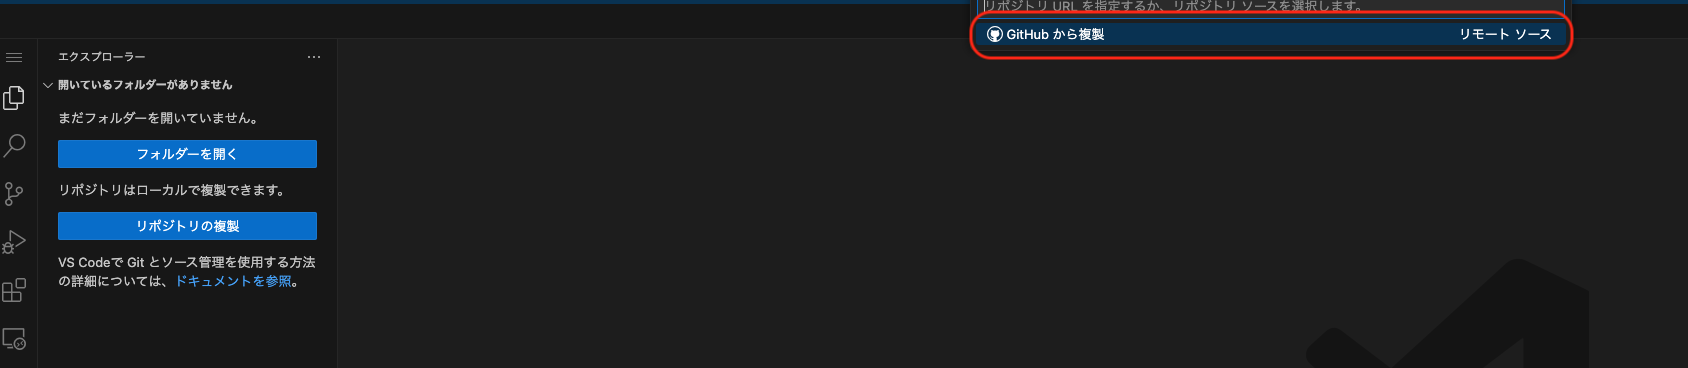 リポジトリ URL を指定するか、リポジトリ ソースを選択します。
GitHub から複製 リモート ソース
エクスプローラー
開いているフォルダーがありません
まだフォルダーを開いていません。
フォルダーを開く
リポジトリはローカルで複製できます。
リポジトリの複製
VS Codeで Git とソース管理を使用する方法
の詳細については、ドキュメントを参照。